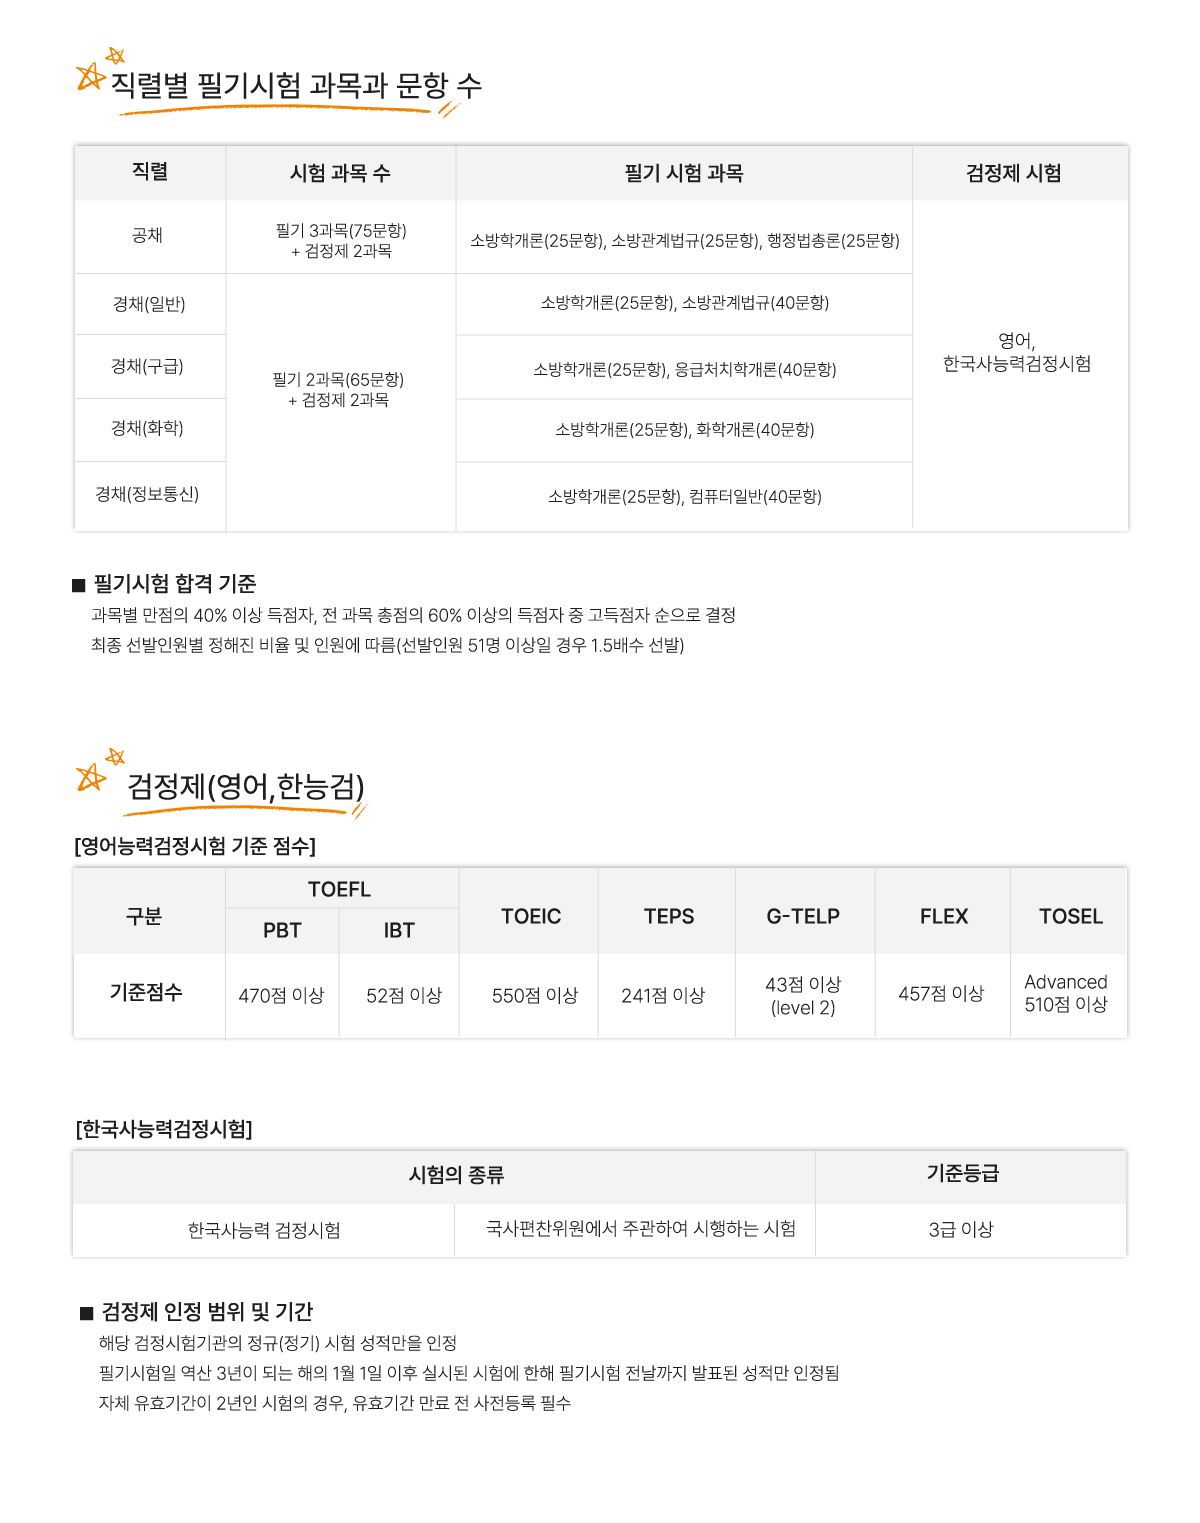 직렬별 필기시험 과목과 문항 수
직렬
시험 과목 수
필기 시험 과목
검정제 시험
공채
필기 3과목(75문항)
+ 검정제 2과목
소방학개론(25문항), 소방관계법규(25문항), 행정법총론(25문항)
경채(일반)
소방학개론(25문항), 소방관계법규(40문항)
경채(구급)
필기 2과목(65문항)
+ 검정제 2과목
소방학개론(25문항), 응급처치학개론(40문항)
영어,
한국사능력검정시험
경채(화학)
소방학개론(25문항), 화학개론(40문항)
경채(정보통신)
소방학개론(25문항), 컴퓨터일반(40문항)
■ 필기시험 합격 기준
과목별 만점의 40% 이상 득점자, 전 과목 총점의 60% 이상의 득점자 중 고득점자 순으로 결정
최종 선발인원별 정해진 비율 및 인원에 따름(선발인원 51명 이상일 경우 1.5배수 선발)
검정제(영어,한능검)
[영어능력검정시험 기준 점수]
구분
TOEFL
PBT
IBT
TOEIC
TEPS
G-TELP
FLEX
TOSEL
기준점수
470점 이상
52점 이상
550점 이상
241점 이상
43점 이상
(level 2)
457점 이상
Advanced
510점 이상
[한국사능력검정시험]
시험의 종류
기준등급
한국사능력 검정시험
국사편찬위원에서 주관하여 시행하는 시험
3급 이상
■ 검정제 인정 범위 및 기간
해당 검정시험기관의 정규(정기) 시험 성적만을 인정
필기시험일 역산 3년이 되는 해의 1월 1일 이후 실시된 시험에 한해 필기시험 전날까지 발표된 성적만 인정됨
자체 유효기간이 2년인 시험의 경우, 유효기간 만료 전 사전등록 필수